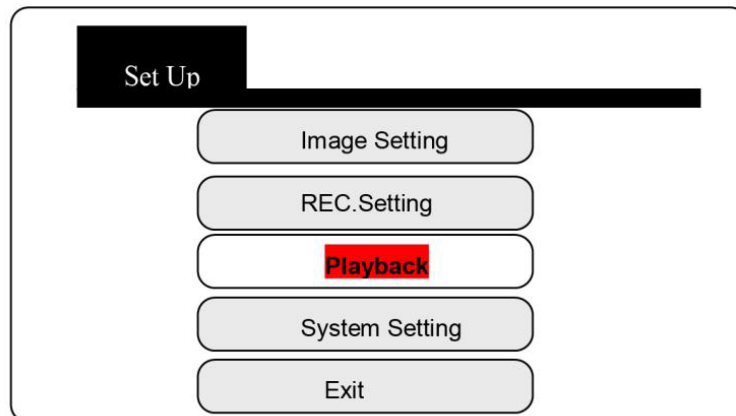 Set Up
Image Setting
REC.Setting
Playback
System Setting
Exit